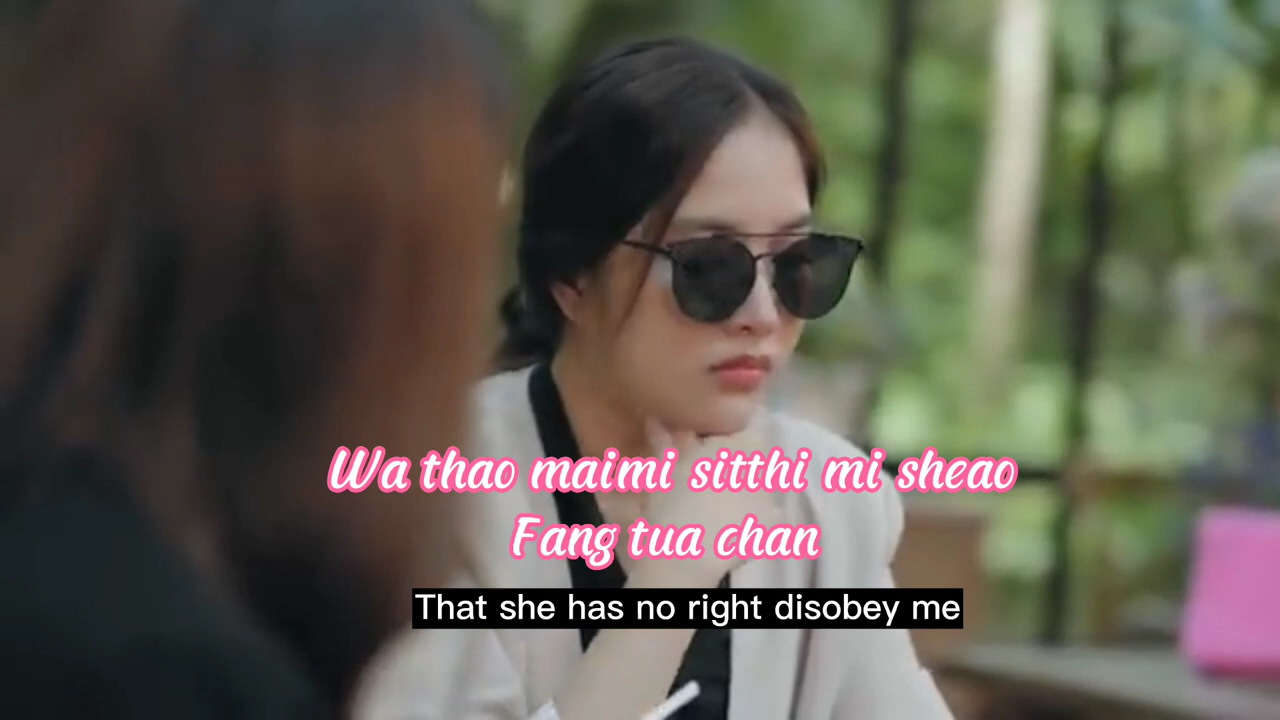 Wa thao maimi sitthi mi sheao
Fang tua chan
That she has no right disobey me